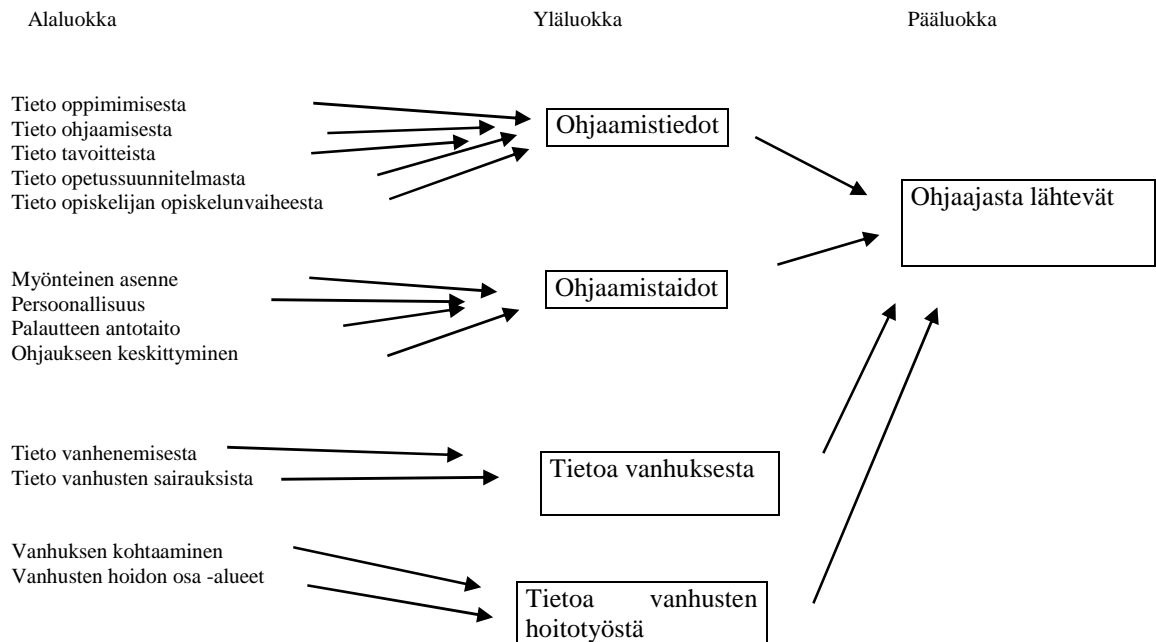 Alaluokka Yläluokka Pääluokka
Tieto oppimimisesta
Tieto ohjaamisesta
Tieto tavoitteista
Tieto opetussuunnitelmasta
Tieto opiskelijan opiskelunvaiheesta
Ohjaamistiedot
Ohjaajasta lähtevät
Myönteinen asenne
Persoonallisuus
Palautteen antotaito
Ohjaukseen keskittyminen
Ohjaamistaidot
Tieto vanhenemisesta
Tieto vanhusten sairauksista
Tietoa vanhuksesta
Vanhuksen kohtaaminen
Vanhusten hoidon osa -alueet
Tietoa vanhusten
hoitotyöstä